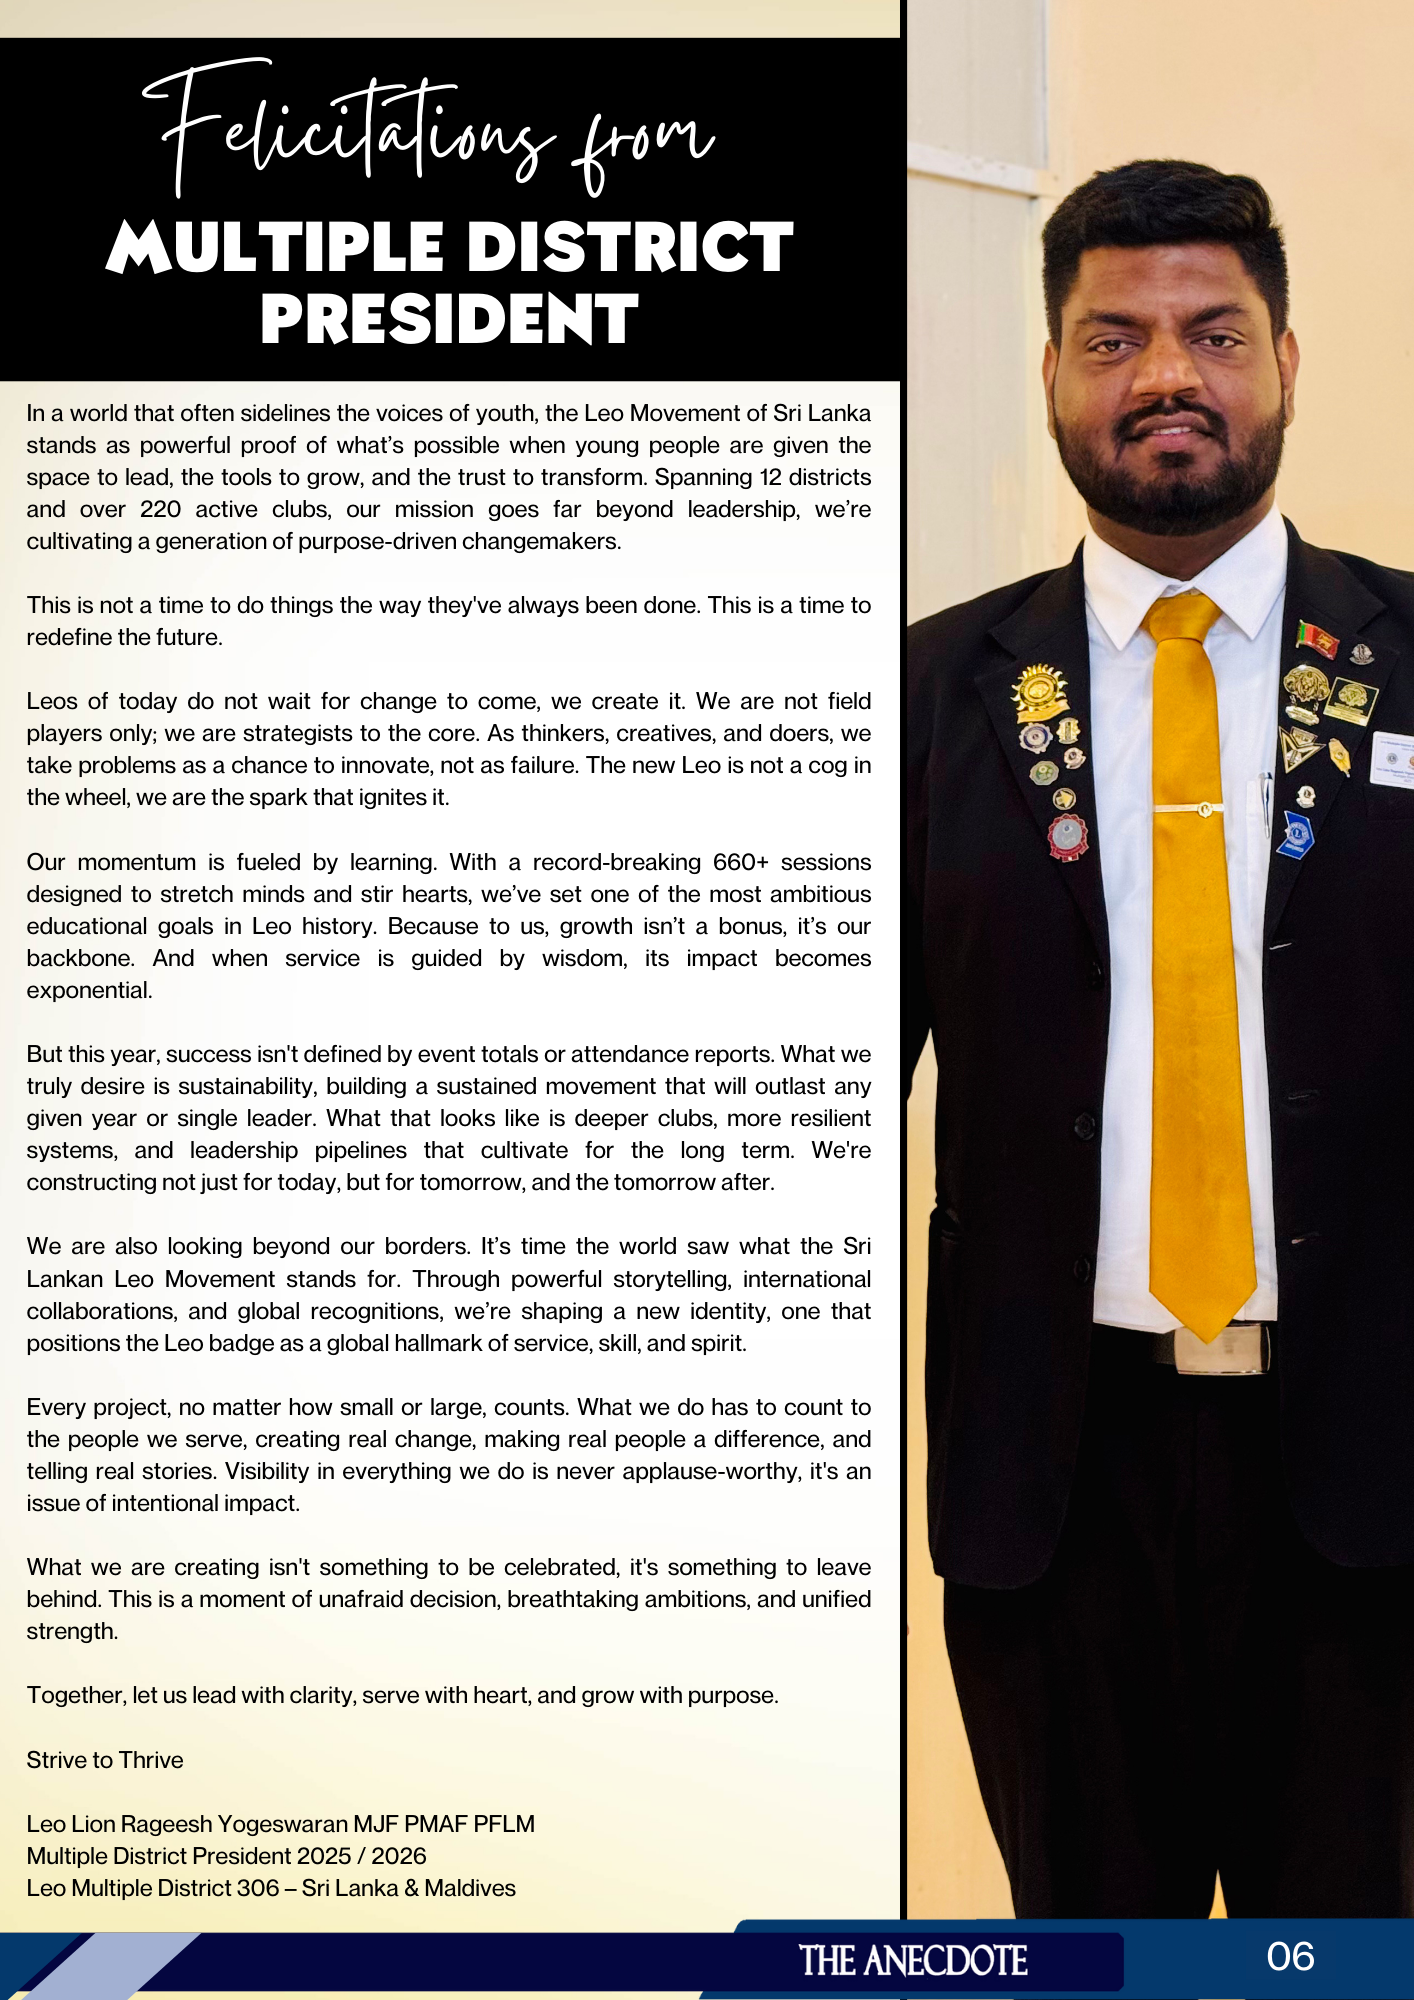 Felicitations from
MULTIPLE DISTRICT
PRESIDENT
In a world that often sidelines the voices of youth, the Leo Movement of Sri Lanka
stands as powerful proof of what’s possible when young people are given the
space to lead, the tools to grow, and the trust to transform. Spanning 12 districts
and over 220 active clubs, our mission goes far beyond leadership, we’re
cultivating a generation of purpose-driven changemakers.
This is not a time to do things the way they've always been done. This is a time to
redefine the future.
Leos of today do not wait for change to come, we create it. We are not field
players only; we are strategists to the core. As thinkers, creatives, and doers, we
take problems as a chance to innovate, not as failure. The new Leo is not a cog in
the wheel, we are the spark that ignites it.
Our momentum is fueled by learning. With a record-breaking 660+ sessions
designed to stretch minds and stir hearts, we’ve set one of the most ambitious
educational goals in Leo history. Because to us, growth isn’t a bonus, it’s our
backbone. And when service is guided by wisdom, its impact becomes
exponential.
But this year, success isn't defined by event totals or attendance reports. What we
truly desire is sustainability, building a sustained movement that will outlast any
given year or single leader. What that looks like is deeper clubs, more resilient
systems, and leadership pipelines that cultivate for the long term. We're
constructing not just for today, but for tomorrow, and the tomorrow after.
We are also looking beyond our borders. It’s time the world saw what the Sri
Lankan Leo Movement stands for. Through powerful storytelling, international
collaborations, and global recognitions, we’re shaping a new identity, one that
positions the Leo badge as a global hallmark of service, skill, and spirit.
Every project, no matter how small or large, counts. What we do has to count to
the people we serve, creating real change, making real people a difference, and
telling real stories. Visibility in everything we do is never applause-worthy, it's an
issue of intentional impact.
What we are creating isn't something to be celebrated, it's something to leave
behind. This is a moment of unafraid decision, breathtaking ambitions, and unified
strength.
Together, let us lead with clarity, serve with heart, and grow with purpose.
Strive to Thrive
Leo Lion Rageesh Yogeswaran MJF PMAF PFLM
Multiple District President 2025 / 2026
Leo Multiple District 306 – Sri Lanka & Maldives
THE ANECDOTE
06